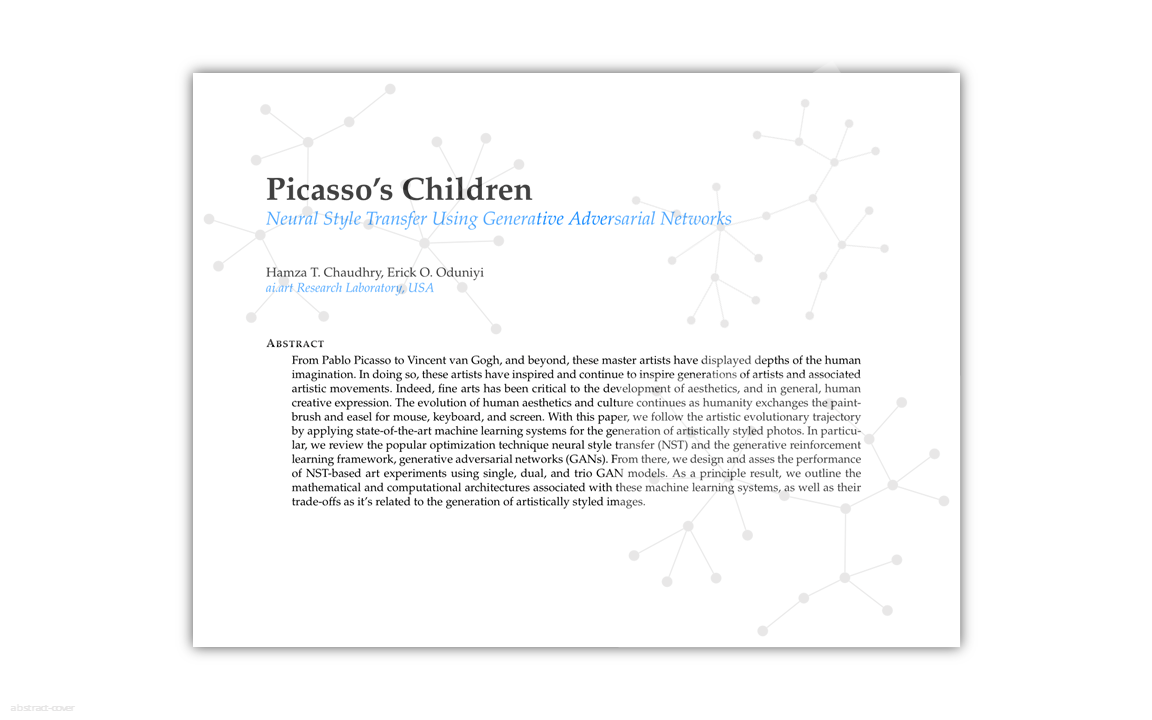 Picasso's Children
Neural Style Transfer Using Generative Adversarial Networks
Hamza T. Chaudhry, Erick O. Oduniyi
ai.art Research Laboratory, USA
ABSTRACT
From Pablo Picasso to Vincent van Gogh, and beyond, these master artists have displayed depths of the human
imagination. In doing so, these artists have inspired and continue to inspire generations of artists and associated
artistic movements. Indeed, fine arts has been critical to the development of aesthetics, and in general, human
creative expression. The evolution of human aesthetics and culture continues as humanity exchanges the paint-
brush and easel for mouse, keyboard, and screen. With this paper, we follow the artistic evolutionary trajectory
by applying state-of-the-art machine learning systems for the generation of artistically styled photos. In particu-
lar, we review the popular optimization technique neural style transfer (NST) and the generative reinforcement
learning framework, generative adversarial networks (GANs). From there, we design and asses the performance
of NST-based art experiments using single, dual, and trio GAN models. As a principle result, we outline the
mathematical and computational architectures associated with these machine learning systems, as well as their
trade-offs as it's related to the generation of artistically styled images.
abstract-cover